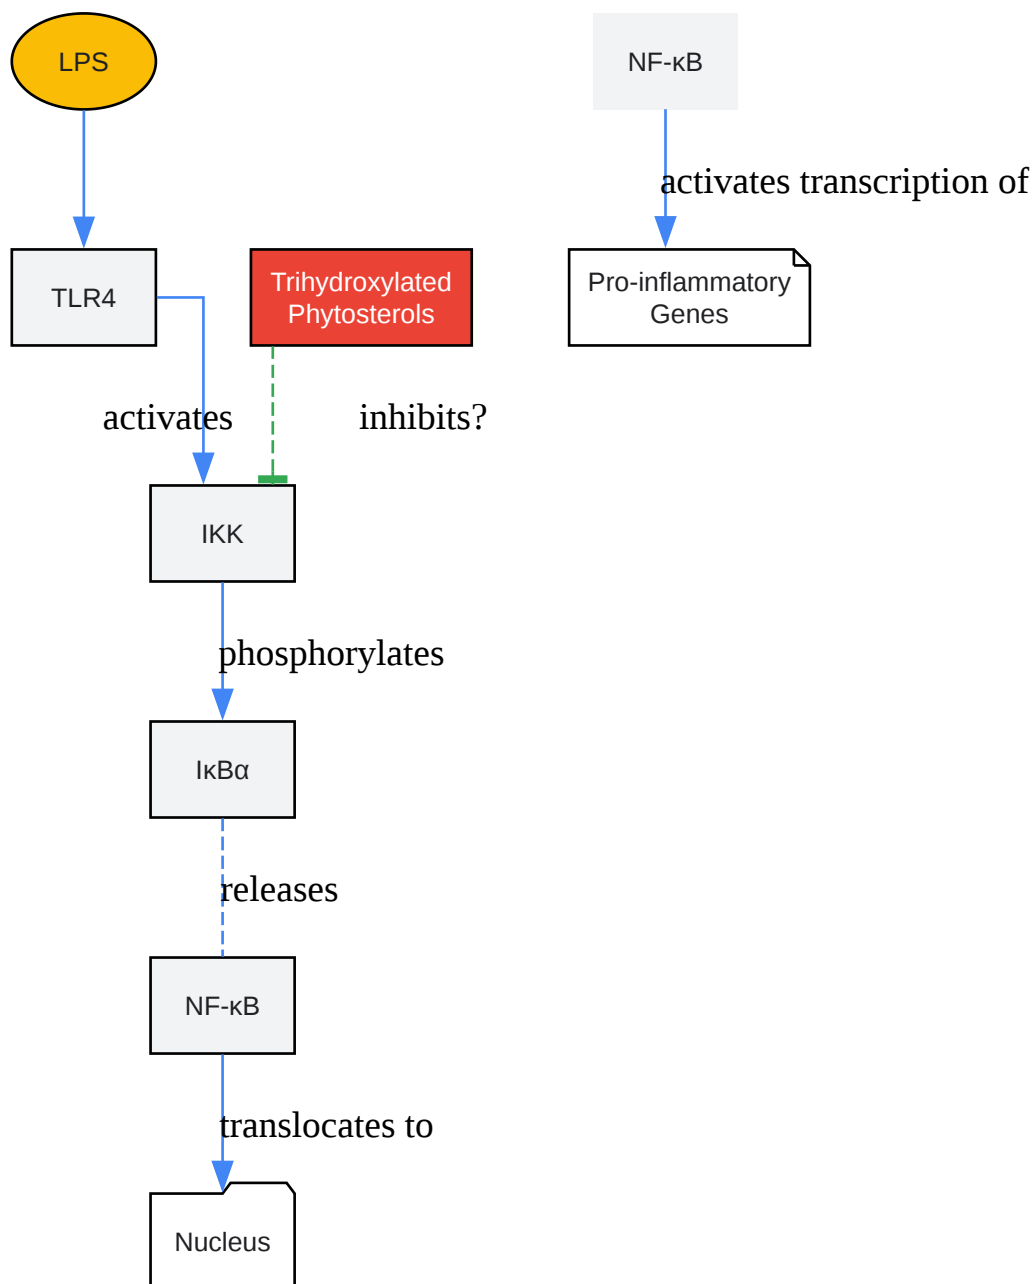 LPS
NF-κB
activates transcription of
TLR4
Trihydroxylated
Phytosterols
Pro-inflammatory
Genes
activates
inhibits?
IKK
phosphorylates
IκBα
releases
NF-κB
translocates to
Nucleus